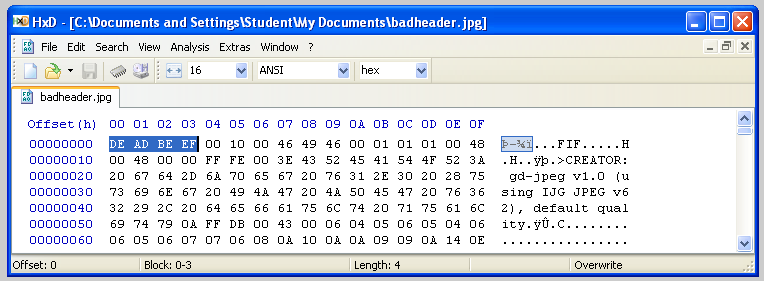 HxD - [C:\Documents and Settings\Student\My Documents\badheader.jpg]
File Edit Search View Analysis Extras Window ?
16 ANSI hex
badheader.jpg
Offset(h) 00 01 02 03 04 05 06 07 08 09 0A 0B 0C 0D 0E 0F
00000000 DE AD BE EF 00 10 00 46 49 46 00 01 01 01 00 48 Þ-¾ï...FIF.....H
00000010 00 48 00 00 FF FE 00 3E 43 52 45 41 54 4F 52 3A .H..ÿþ.>CREATOR:
00000020 20 67 64 2D 6A 70 65 67 20 76 31 2E 30 20 28 75 gd-jpeg v1.0 (u
00000030 73 69 6E 67 20 49 4A 47 20 4A 50 45 47 20 76 36 sing IJG JPEG v6
00000040 32 29 2C 20 64 65 66 61 75 6C 74 20 71 75 61 6C 2), default qual
00000050 69 74 79 0A FF DB 00 43 00 06 04 05 06 05 04 06 ity.ÿÛ.C........
00000060 06 05 06 07 07 06 08 0A 10 0A 0A 09 09 0A 14 0E ................
Offset: 0 Block: 0-3 Length: 4 Overwrite